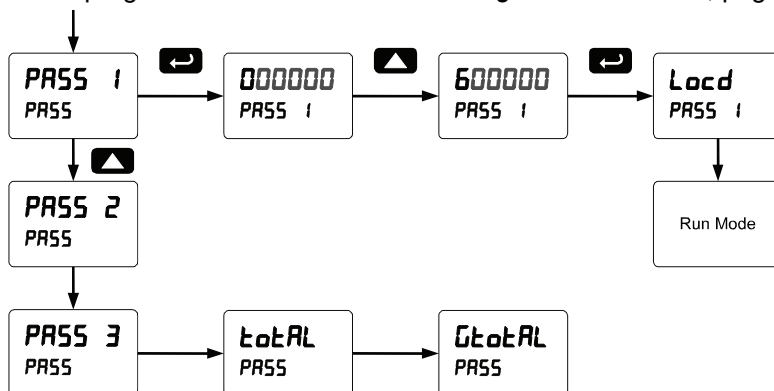 PASS 1
PASS
000000
PASS 1
600000
PASS 1
Locd
PASS 1
PASS 2
PASS
Run Mode
PASS 3
PASS
totAL
PASS
GtotAL
PASS